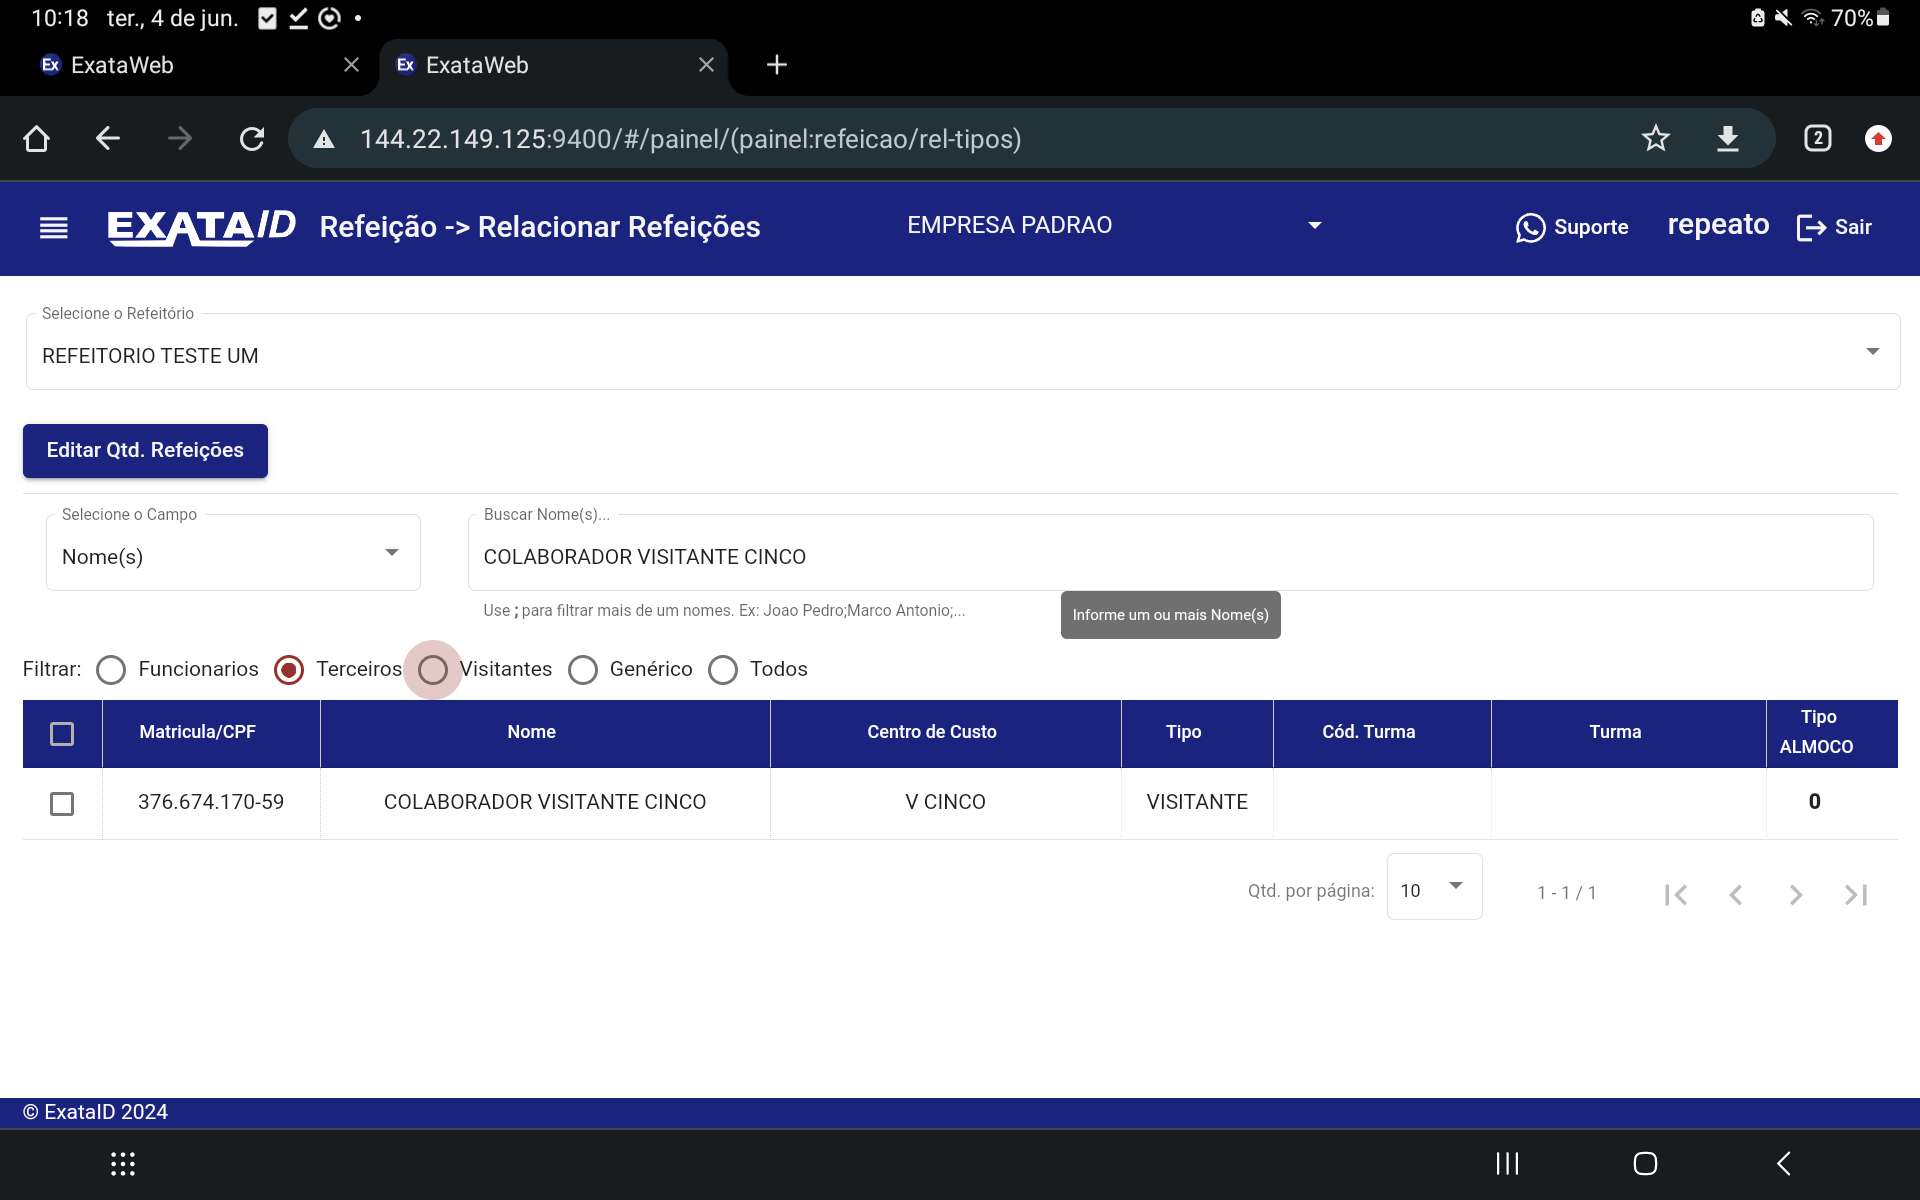 10:18 ter., 4 de jun. 70%
Ex ExataWeb Ex ExataWeb
144.22.149.125:9400/#/painel/(painel:refeicao/rel-tipos) 2
EXATAID Refeição -> Relacionar Refeições EMPRESA PADRAO Suporte repeato Sair
Selecione o Refeitório
REFEITORIO TESTE UM
Editar Qtd. Refeições
Selecione o Campo Buscar Nome(s)...
Nome(s) COLABORADOR VISITANTE CINCO
Use ; para filtrar mais de um nomes. Ex: Joao Pedro;Marco Antonio;...
Informe um ou mais Nome(s)
Filtrar: Funcionarios Terceiros Visitantes Genérico Todos
Matricula/CPF Nome Centro de Custo Tipo Cód. Turma Turma Tipo
ALMOCO
376.674.170-59 COLABORADOR VISITANTE CINCO V CINCO VISITANTE 0
Qtd. por página: 10 1 - 1 / 1
© ExataID 2024